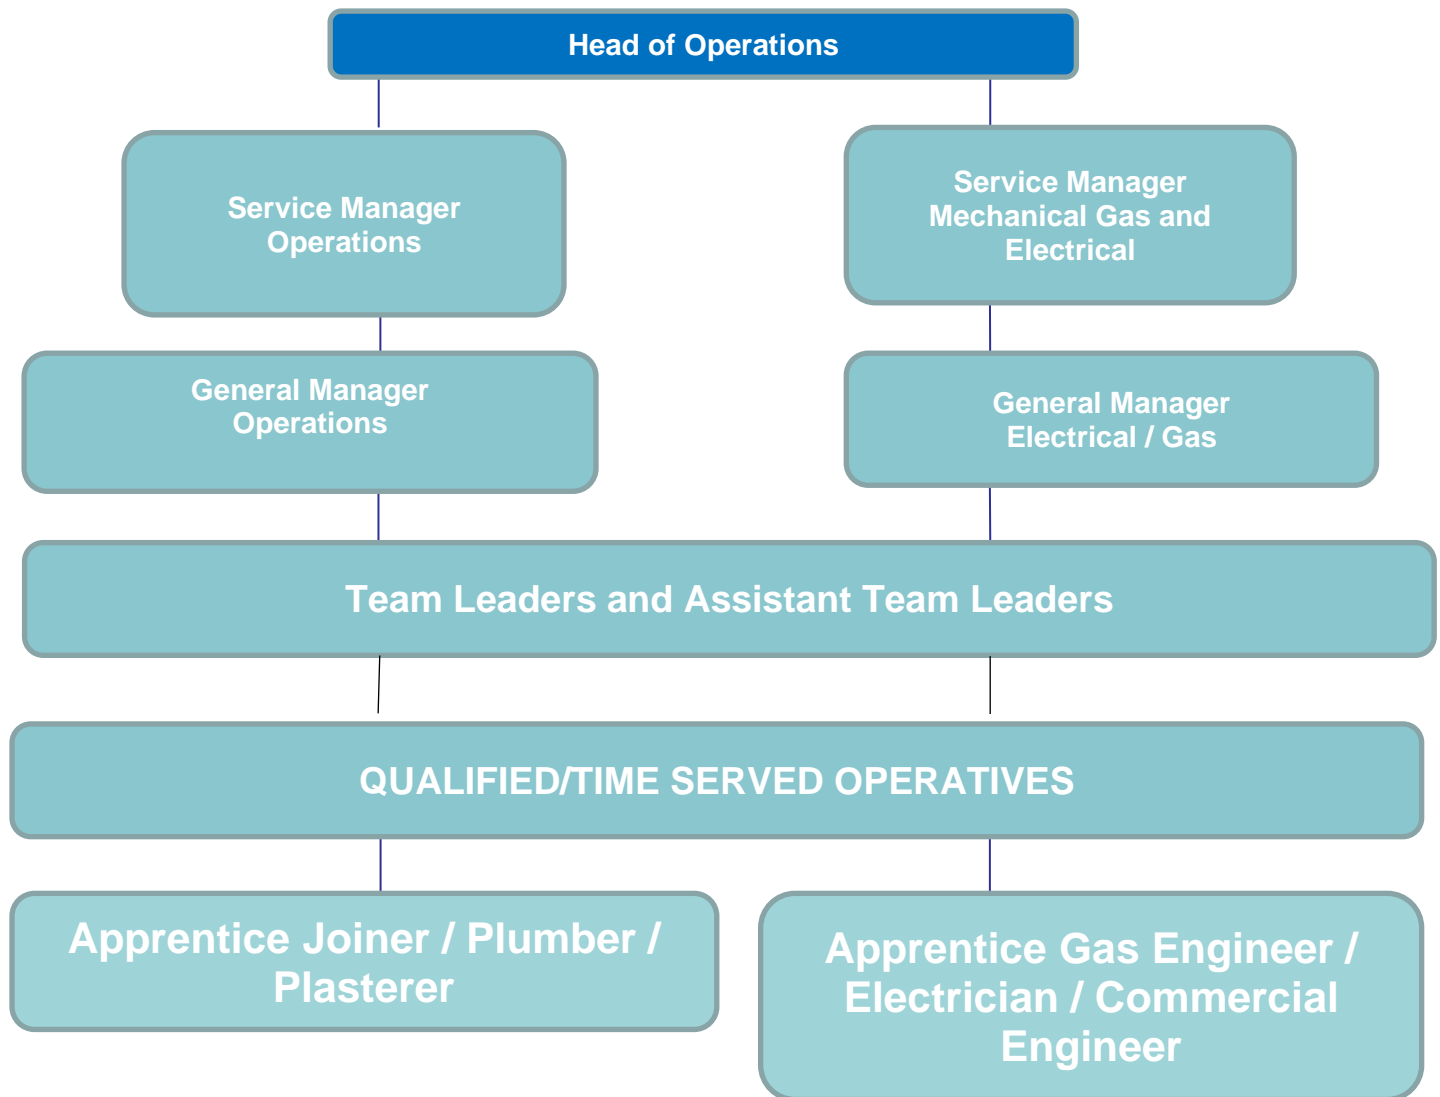 Head of Operations
Service Manager
Operations
Service Manager
Mechanical Gas and
Electrical
General Manager
Operations
General Manager
Electrical / Gas
Team Leaders and Assistant Team Leaders
QUALIFIED/TIME SERVED OPERATIVES
Apprentice Joiner / Plumber /
Plasterer
Apprentice Gas Engineer /
Electrician / Commercial
Engineer